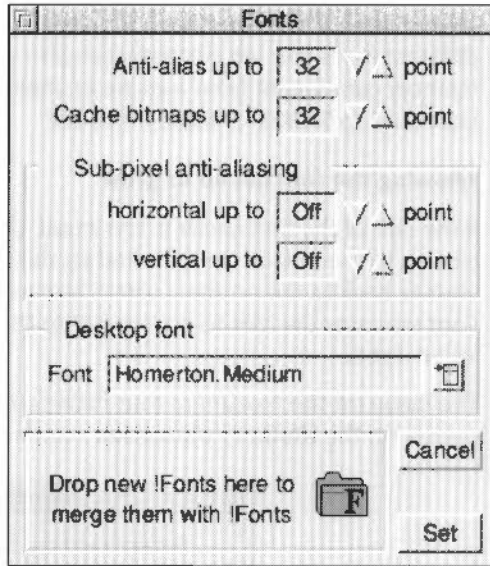 Fonts
Anti-alias up to 32 point
Cache bitmaps up to 32 point
Sub-pixel anti-aliasing
horizontal up to Off point
vertical up to Off point
Desktop font
Font Homerton.Medium
Drop new !Fonts here to
merge them with !Fonts
F
Cancel
Set